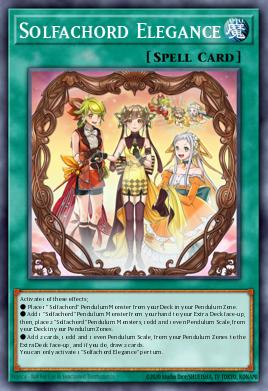 Solfachord Elegance 魔
[Spell Card]
Activate 1 of these effects;
● Place 1 "Solfachord" Pendulum Monster from your Deck in your Pendulum Zone.
● Add 1 "Solfachord" Pendulum Monster from your hand to your Extra Deck face-up,
then, place 2 "Solfachord" Pendulum Monsters, 1 odd and 1 even Pendulum Scale, from
your Deck in your Pendulum Zones.
● Add 2 cards, 1 odd and 1 even Pendulum Scale, from your Pendulum Zones to the
Extra Deck face-up, and if you do, draw 2 cards.
You can only activate 1 "Solfachord Elegance" per turn.